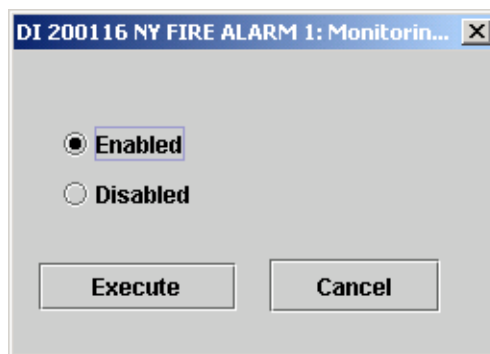 DI 200116 NY FIRE ALARM 1: Monitorin...
Enabled
Disabled
Execute Cancel